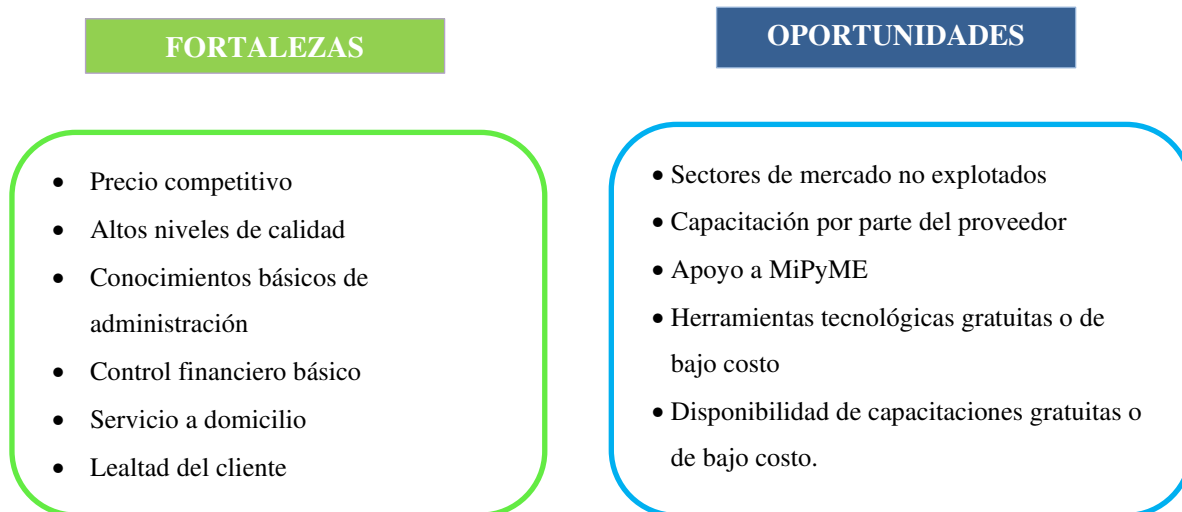 FORTALEZAS
• Precio competitivo
• Altos niveles de calidad
• Conocimientos básicos de
administración
• Control financiero básico
• Servicio a domicilio
• Lealtad del cliente
OPORTUNIDADES
• Sectores de mercado no explotados
• Capacitación por parte del proveedor
• Apoyo a MiPyME
• Herramientas tecnológicas gratuitas o de
bajo costo
• Disponibilidad de capacitaciones gratuitas o
de bajo costo.